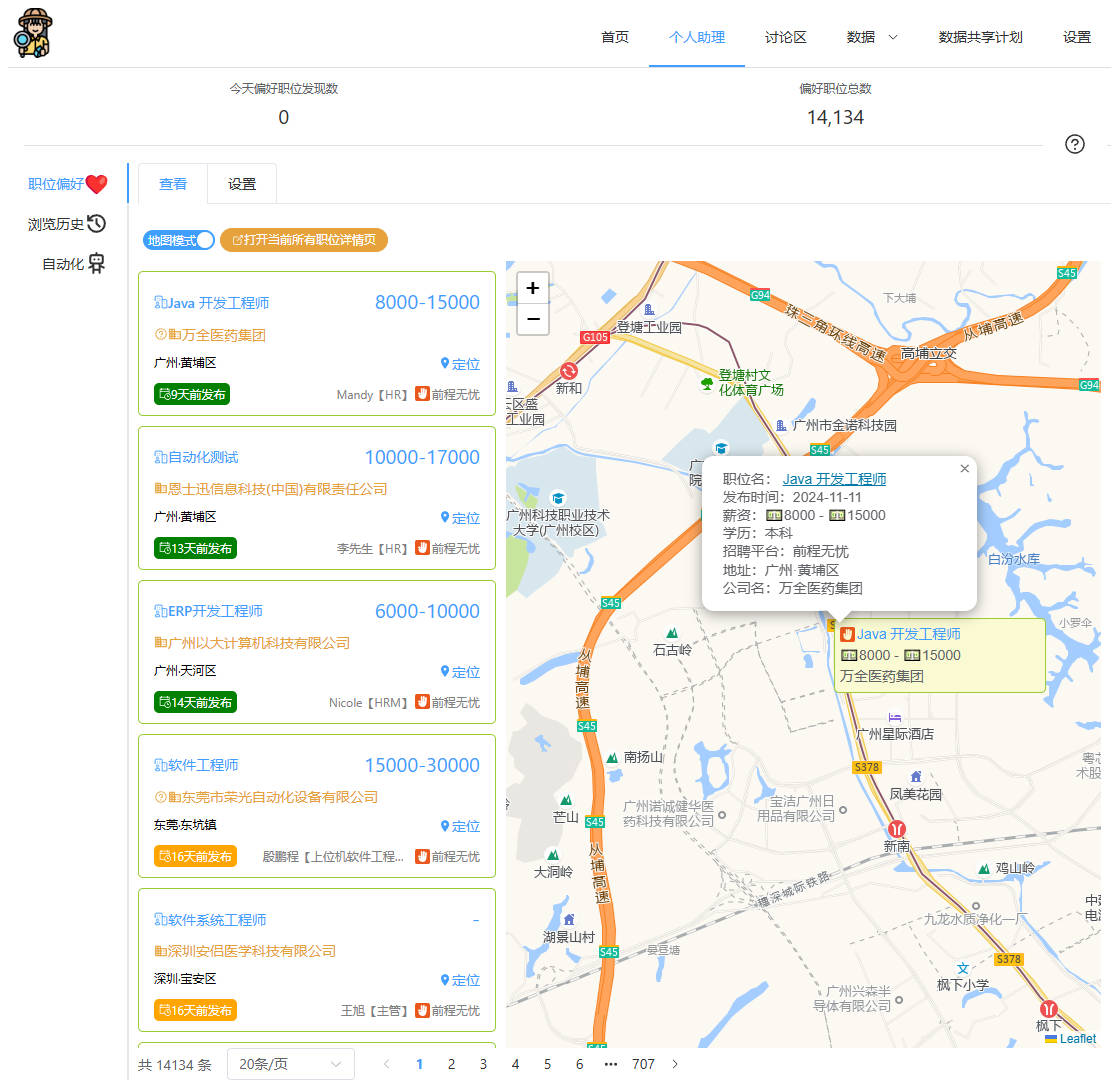 首页
个人助理
讨论区
数据
数据共享计划
设置
今天偏好职位发现数
0
偏好职位总数
14,134
职位偏好
浏览历史
自动化
查看
设置
地图模式
打开当前所有职位详情页
Java 开发工程师
8000-15000
万全医药集团
广州·黄埔区
定位
9天前发布
Mandy【HR】
前程无忧
自动化测试
10000-17000
恩士迅信息科技(中国)有限责任公司
广州·黄埔区
定位
13天前发布
李先生【HR】
前程无忧
ERP开发工程师
6000-10000
广州以大计算机科技有限公司
广州·天河区
定位
14天前发布
Nicole【HRM】
前程无忧
软件工程师
15000-30000
东莞市荣光自动化设备有限公司
东莞·东坑镇
定位
16天前发布
殷鹏程【上位机软件工程...
前程无忧
软件系统工程师
-
深圳安侣医学科技有限公司
深圳·宝安区
定位
16天前发布
王旭【主管】
前程无忧
共 14134 条
20条/页
1
2
3
4
5
6
•••
707
+
−
S45
G94
下大埔
珠三角环线高速
从埔高速
登塘工业园
G105
高埔立交
新和
登塘村文
化体育广场
G94
云区盛
工业园
广州市金诺科技园
S45
广
院
广州科技职业技术
大学(广州校区)
白汾水库
职位名： Java 开发工程师
发布时间：2024-11-11
薪资：8000 - 15000
学历：本科
招聘平台：前程无忧
地址：广州·黄埔区
公司名：万全医药集团
×
S45
小罗伞
石古岭
Java 开发工程师
8000 - 15000
万全医药集团
从埔高速
S45
广州星际酒店
南扬山
S378
凤美花园
芒山
广州诺诚健华医
药科技有限公司
宝洁广州日
用品有限公司
S45
新南
大洞岭
从埔高速
鸡山岭
穗深城际铁路
九龙水质净化一厂
湖景山村
S45
晏昼塘
S378
枫下小学
广州兴森半
导体有限公司
枫下
S45
Leaflet